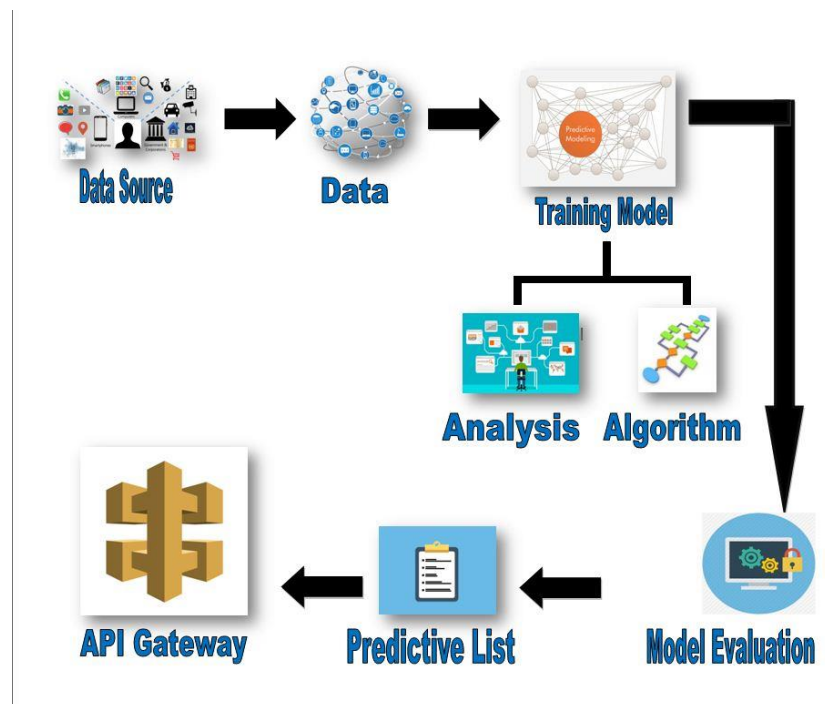 Data Source
Data
Predictive
Modeling
Training Model
Analysis
Algorithm
API Gateway
Predictive List
Model Evaluation